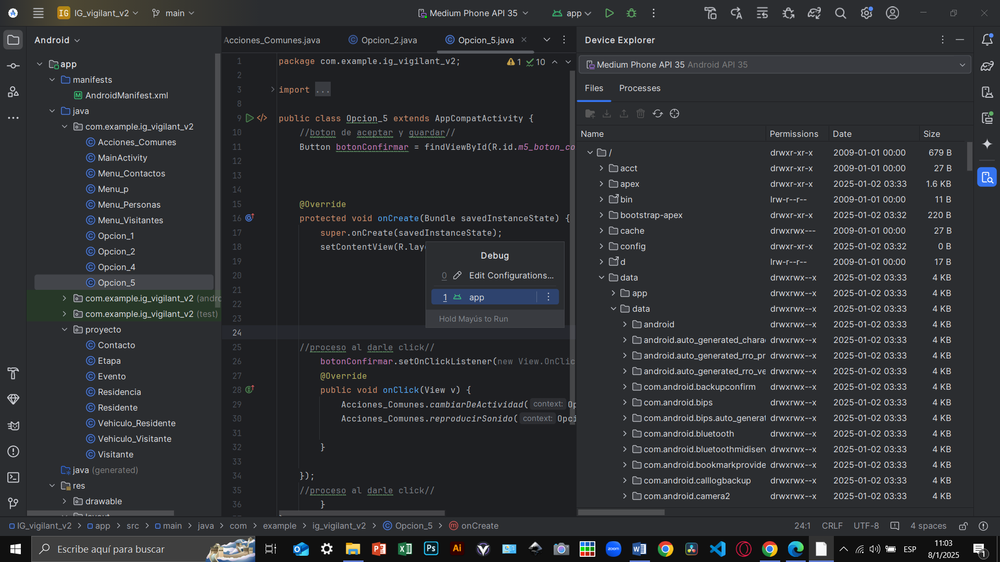 IG IG_vigilant_v2 main Medium Phone API 35 app
Android
app
manifests
AndroidManifest.xml
java
com.example.ig_vigilant_v2
Acciones_Comunes
MainActivity
Menu_Contactos
Menu_p
Menu_Personas
Menu_Visitantes
Opcion_1
Opcion_2
Opcion_4
Opcion_5
com.example.ig_vigilant_v2 (andro
com.example.ig_vigilant_v2 (test)
proyecto
Contacto
Etapa
Evento
Residencia
Residente
Vehiculo_Residente
Vehiculo_Visitante
Visitante
java (generated)
res
drawable
Acciones_Comunes.java Opcion_2.java Opcion_5.java
1 package com.example.ig_vigilant_v2; 1 10
2
3 import ...
8
9 public class Opcion_5 extends AppCompatActivity {
10 //boton de aceptar y guardar//
11 Button botonConfirmar = findViewById(R.id.m5_boton_co
12
13
14
15 @Override
16 protected void onCreate(Bundle savedInstanceState) {
17 super.onCreate(savedInstanceState);
18 setContentView(R.lay
19
20
21
22
23
24
25 //proceso al darle click//
26 botonConfirmar.setOnClickListener(new View.OnClic
27 @Override
28 public void onClick(View v) {
29 Acciones_Comunes.cambiarDeActividad( context: Op
30 Acciones_Comunes.reproducirSonido( context: Opci
31
32 }
33
34 });
35 //proceso al darle click//
36 }
Debug
0 Edit Configurations...
1 app
Hold Mayús to Run
Device Explorer
Medium Phone API 35 Android API 35
Files Processes
Name Permissions Date Size
/ drwxr-xr-x 2009-01-01 00:00 679 B
acct drwxr-xr-x 2009-01-01 00:00 27 B
apex drwxr-xr-x 2025-01-02 03:33 1.6 KB
bin lrw-r--r-- 2009-01-01 00:00 11 B
bootstrap-apex drwxr-xr-x 2025-01-02 03:32 220 B
cache drwxrwx--- 2009-01-01 00:00 27 B
config drwxr-xr-x 2025-01-02 03:32 0 B
d lrw-r--r-- 2009-01-01 00:00 17 B
data drwxrwx--x 2025-01-02 03:33 4 KB
app drwxrwx--x 2025-01-02 03:33 4 KB
data drwxrwx--x 2025-01-02 03:33 4 KB
android drwxrwx--x 2025-01-02 03:33 4 KB
android.auto_generated_chara drwxrwx--x 2025-01-02 03:33 4 KB
android.auto_generated_rro_pr drwxrwx--x 2025-01-02 03:33 4 KB
android.auto_generated_rro_ve drwxrwx--x 2025-01-02 03:33 4 KB
com.android.backupconfirm drwxrwx--x 2025-01-02 03:33 4 KB
com.android.bips drwxrwx--x 2025-01-02 03:33 4 KB
com.android.bips.auto_generat drwxrwx--x 2025-01-02 03:33 4 KB
com.android.bluetooth drwxrwx--x 2025-01-02 03:33 4 KB
com.android.bluetoothmidiserv drwxrwx--x 2025-01-02 03:33 4 KB
com.android.bookmarkprovide drwxrwx--x 2025-01-02 03:33 4 KB
com.android.calllogbackup drwxrwx--x 2025-01-02 03:33 4 KB
com.android.camera2 drwxrwx--x 2025-01-02 03:33 4 KB
IG_vigilant_v2 > app > src > main > java > com > example > ig_vigilant_v2 > Opcion_5 > onCreate 24:1 CRLF UTF-8 4 spaces
Escribe aquí para buscar
Ps Ai zoom
ESP
11:03
8/1/2025
1